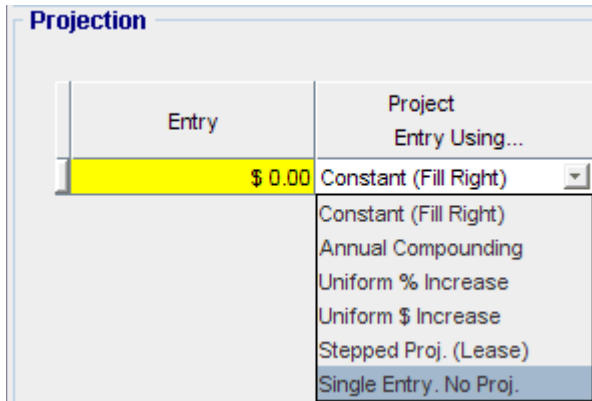 Projection
Entry
Project
Entry Using...
$ 0.00 Constant (Fill Right)
Constant (Fill Right)
Annual Compounding
Uniform % Increase
Uniform $ Increase
Stepped Proj. (Lease)
Single Entry. No Proj.